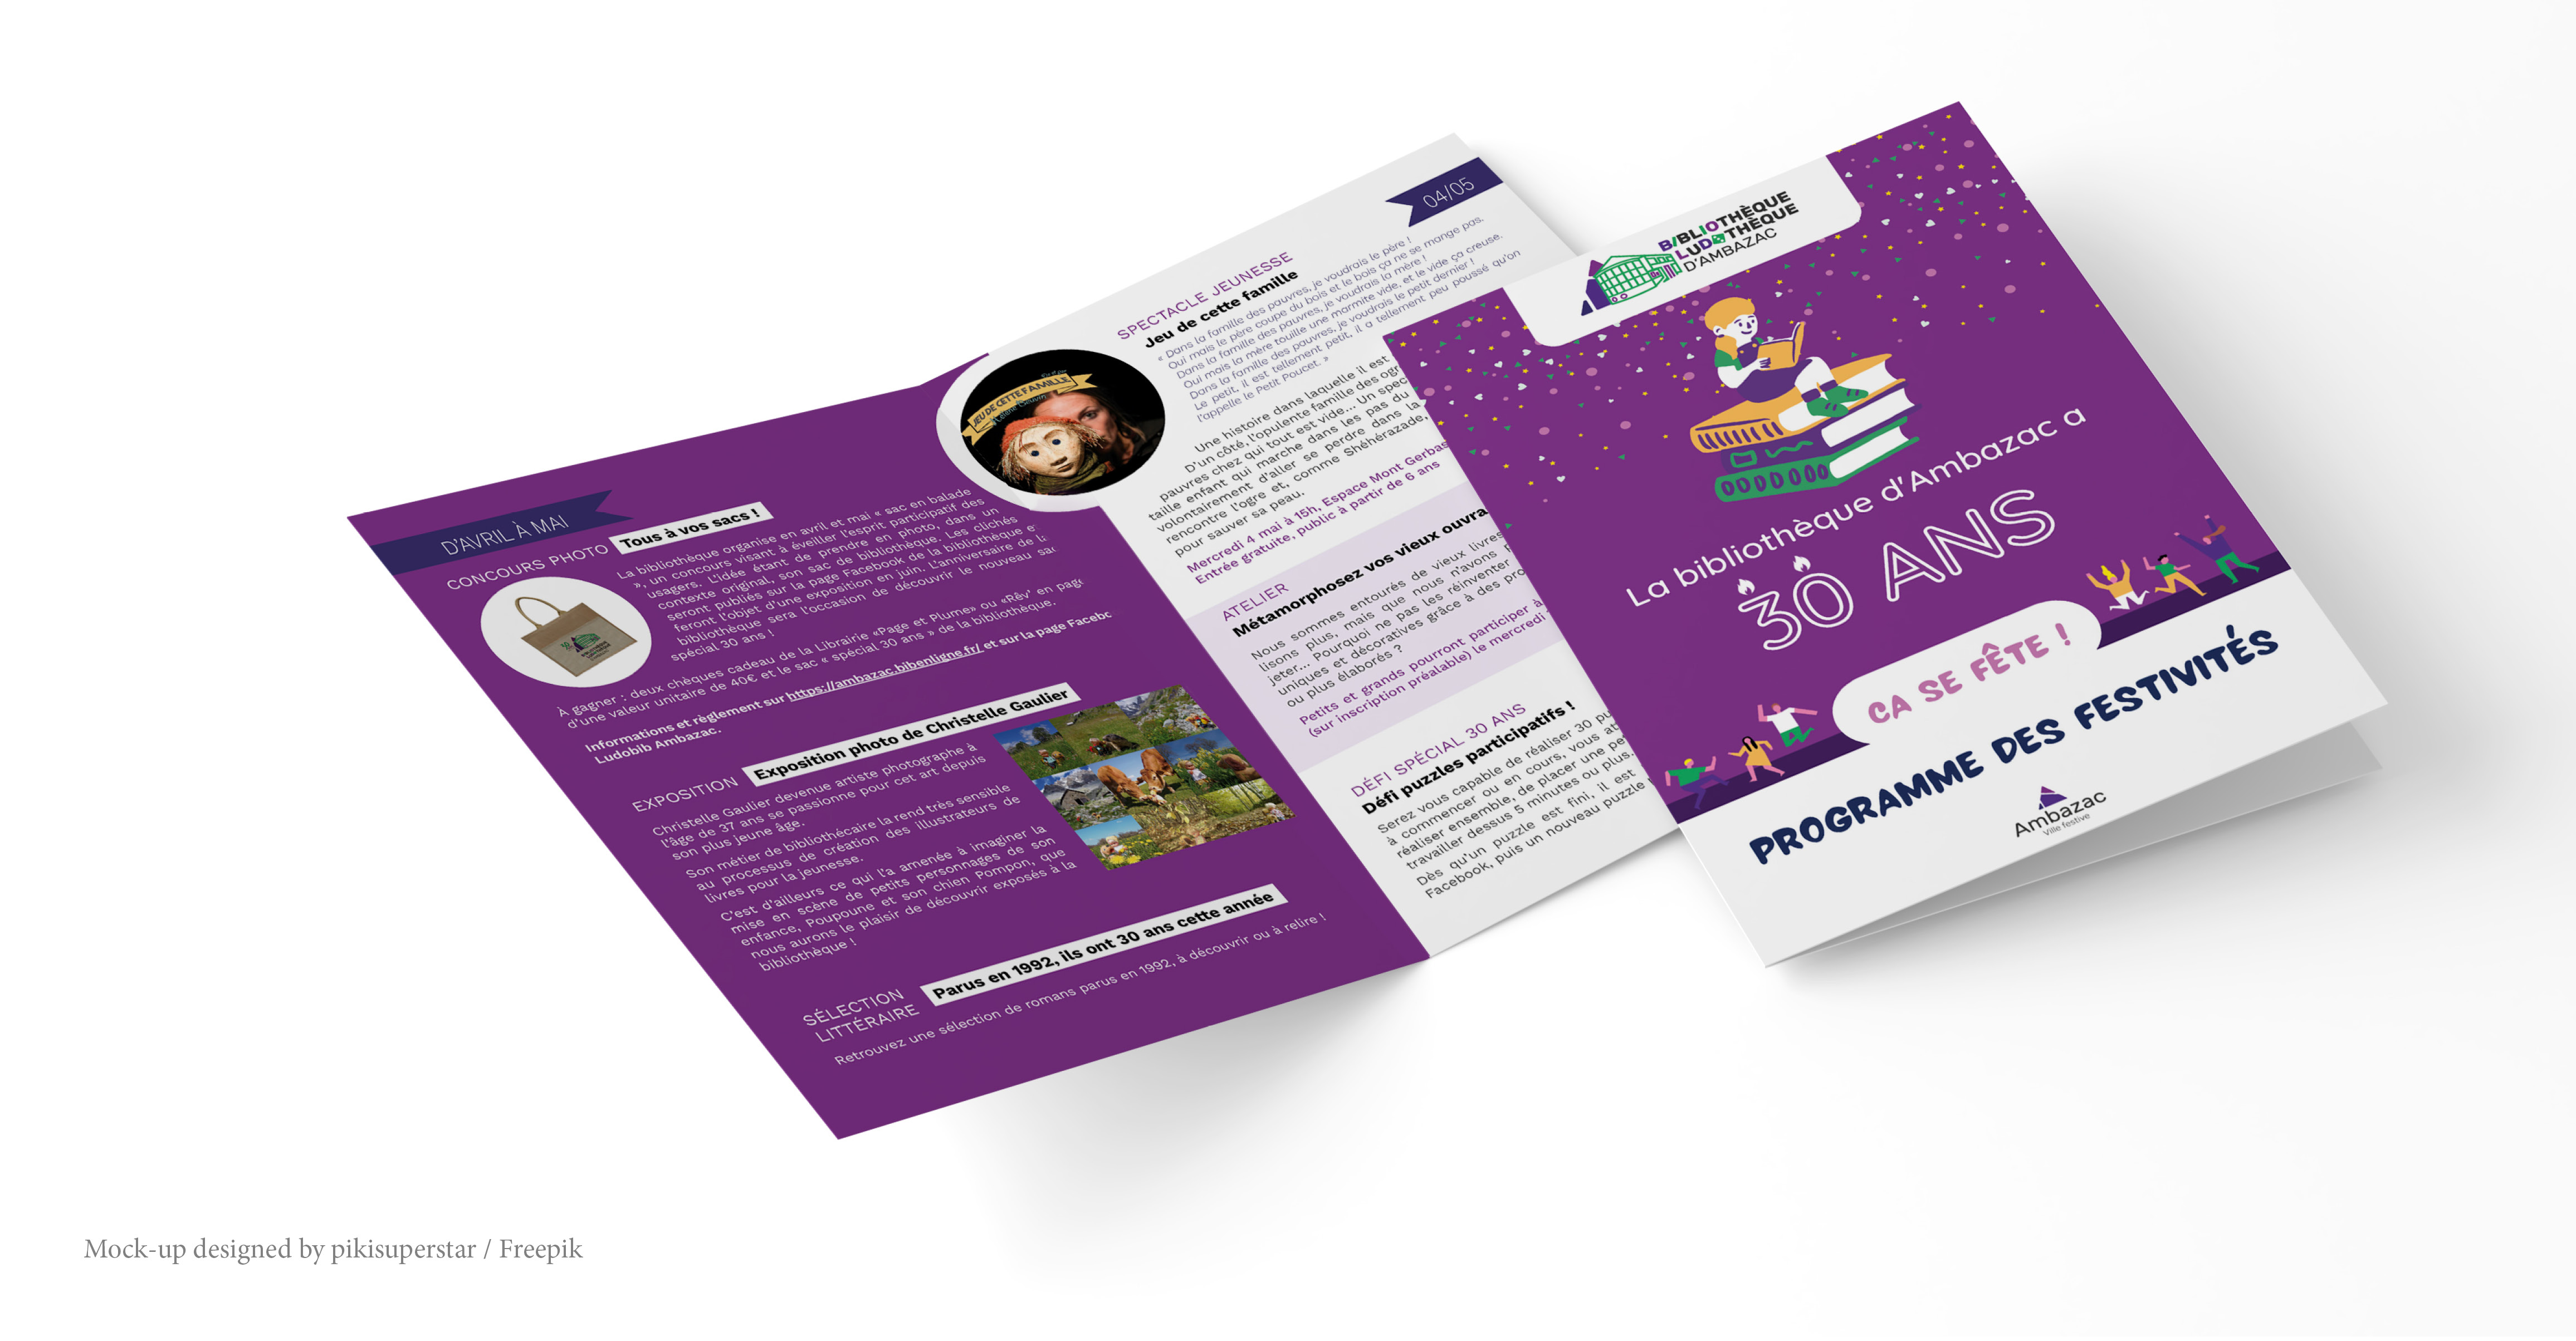 D'AVRIL À MAI
CONCOURS PHOTO
Tous à vos sacs !
La bibliothèque organise en avril et mai « sac en balade
», un concours visant à éveiller l'esprit participatif des
usagers. L'idée étant de prendre en photo, dans un
contexte original, son sac de bibliothèque. Les clichés
seront publiés sur la page Facebook de la bibliothèque et
feront l'objet d'une exposition en juin. L'anniversaire de la
bibliothèque sera l'occasion de découvrir le nouveau sac
spécial 30 ans !
À gagner : deux chèques cadeau de la Librairie «Page et Plume» ou «Rêv' en page
d'une valeur unitaire de 40€ et le sac « spécial 30 ans » de la bibliothèque.
Informations et règlement sur https://ambazac.bibenligne.fr/ et sur la page Facebo
Ludobib Ambazac.
EXPOSITION
Exposition photo de Christelle Gaulier
Christelle Gaulier devenue artiste photographe à
l'âge de 37 ans se passionne pour cet art depuis
son plus jeune âge.
Son métier de bibliothécaire la rend très sensible
au processus de création des illustrateurs de
livres pour la jeunesse.
C'est d'ailleurs ce qui l'a amenée à imaginer la
mise en scène de petits personnages de son
enfance, Poupoune et son chien Pompon, que
nous aurons le plaisir de découvrir exposés à la
bibliothèque !
SÉLECTION
LITTÉRAIRE
Parus en 1992, ils ont 30 ans cette année
Retrouvez une sélection de romans parus en 1992, à découvrir ou à relire !
04/05
JEU DE CETTE FAMILLE
SPECTACLE JEUNESSE
Jeu de cette famille
« Dans la famille des pauvres, je voudrais le père !
Oui mais le père coupe du bois et le bois ça ne se mange pas.
Dans la famille des pauvres, je voudrais la mère !
Oui mais la mère touille une marmite vide, et le vide ça creuse.
Dans la famille des pauvres, je voudrais le petit dernier !
Le petit, il est tellement petit, il a tellement peu poussé qu'on
l'appelle le Petit Poucet. »
Une histoire dans laquelle il est
D'un côté, l'opulente famille des ogr
pauvres chez qui tout est vide... Un spec
taille enfant qui marche dans les pas du
volontairement d'aller se perdre dans la
rencontre l'ogre et, comme Shéhérazade,
pour sauver sa peau.
Mercredi 4 mai à 15h, Espace Mont Gerbas
Entrée gratuite, public à partir de 6 ans
ATELIER
Métamorphosez vos vieux ouvra
Nous sommes entourés de vieux livres
lisons plus, mais que nous n'avons p
jeter... Pourquoi ne pas les réinventer
uniques et décoratives grâce à des pro
ou plus élaborés ?
Petits et grands pourront participer à
(sur inscription préalable) le mercredi
DÉFI SPÉCIAL 30 ANS
Défi puzzles participatifs !
Serez vous capable de réaliser 30 pu
à commencer ou en cours, vous at
réaliser ensemble, de placer une pe
travailler dessus 5 minutes ou plus.
Dès qu'un puzzle est fini, il est
Facebook, puis un nouveau puzzle
BIBLIOTHÈQUE
LUDOTHÈQUE
D'AMBAZAC
La bibliothèque d'Ambazac a
30 ANS
CA SE FÊTE !
PROGRAMME DES FESTIVITÉS
Ambazac
Ville festive
Mock-up designed by pikisuperstar / Freepik